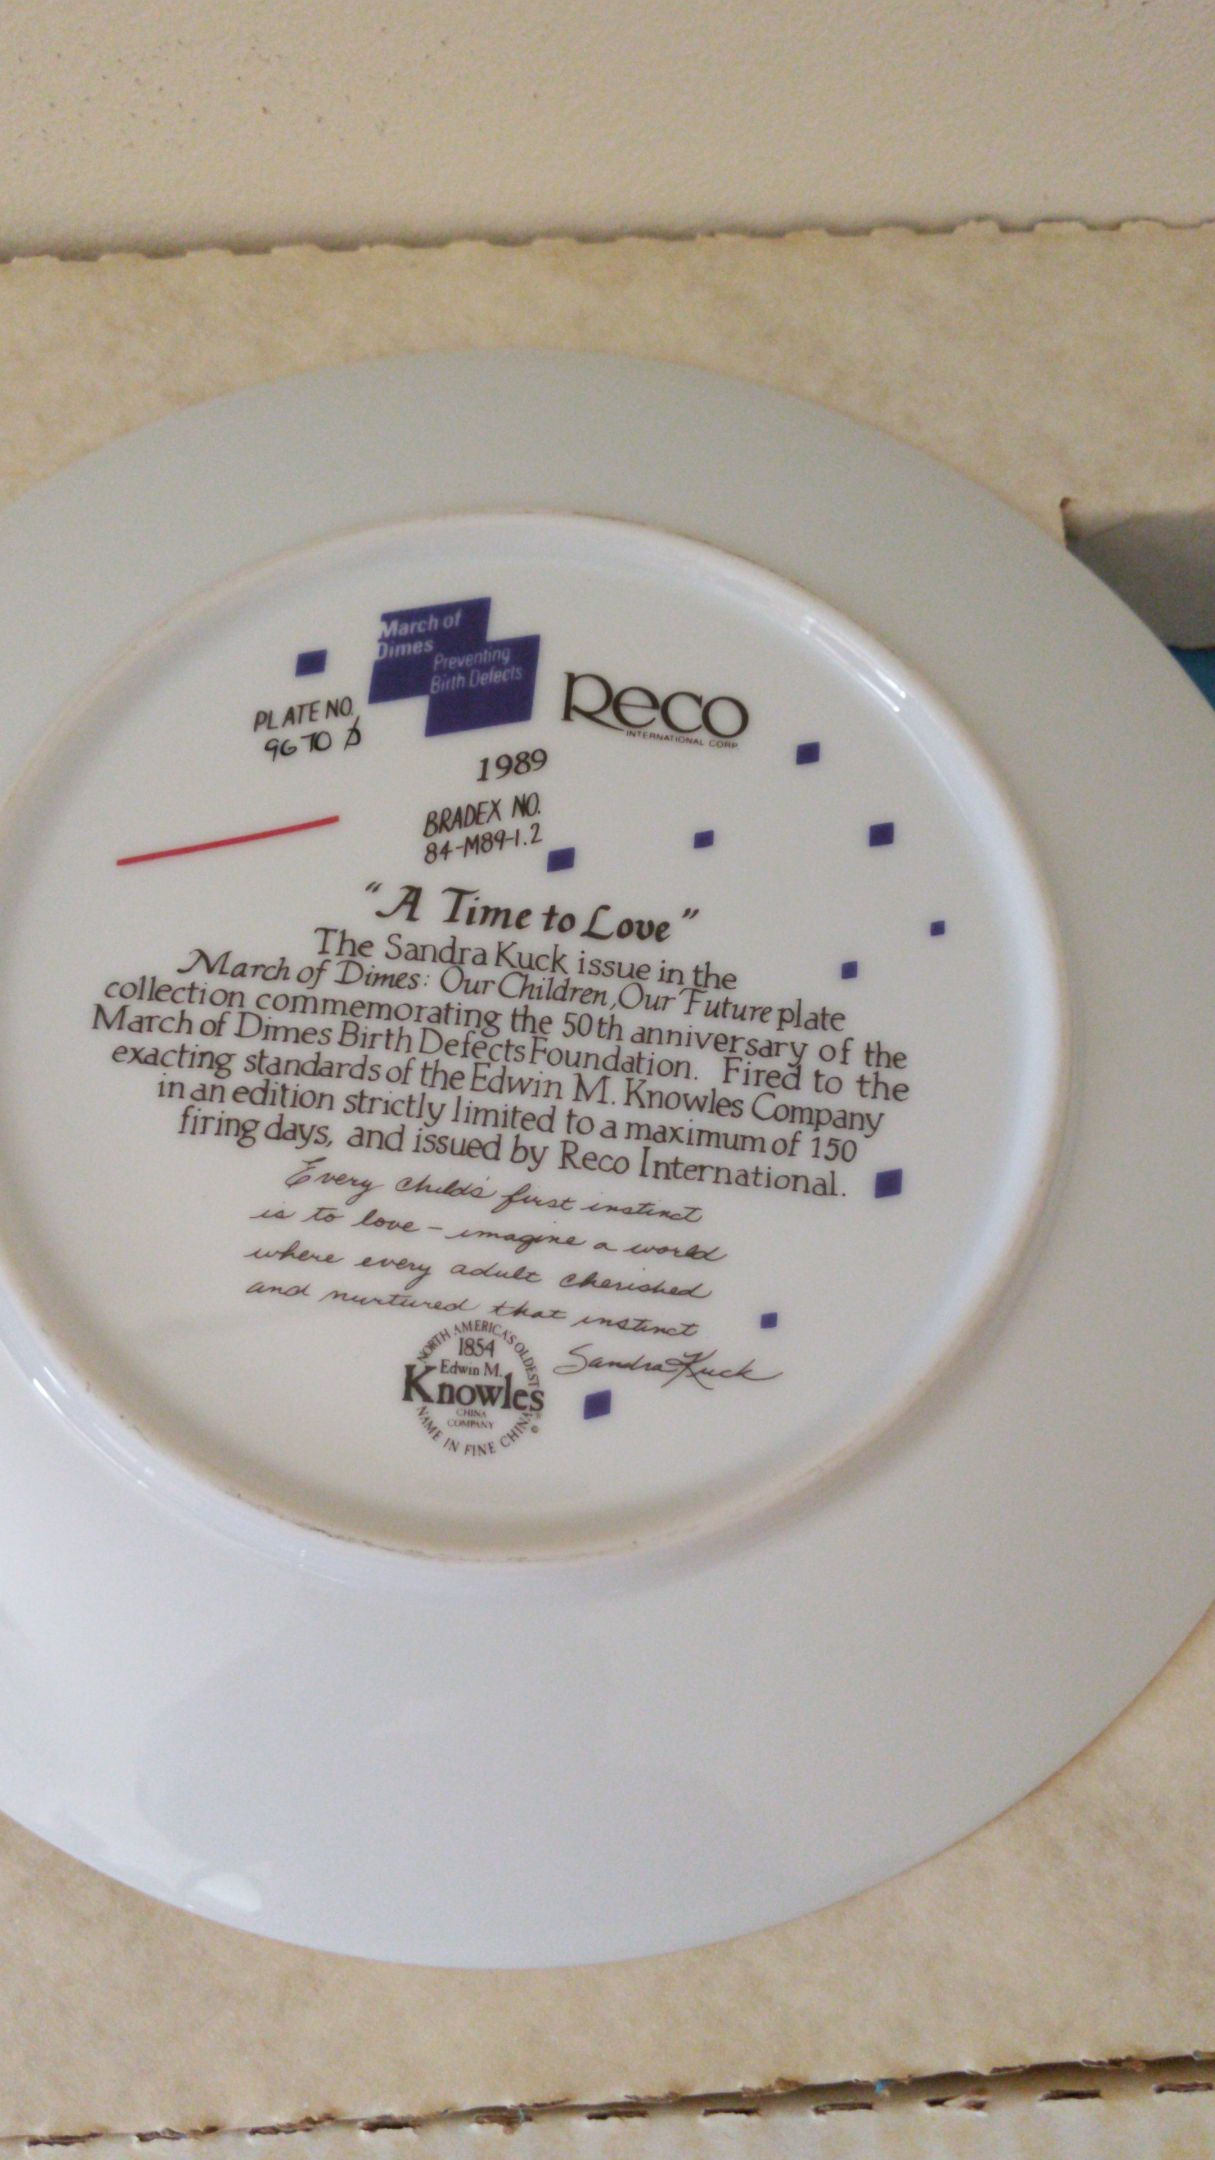 March of
Dimes
Preventing
Birth Defects
Reco
INTERNATIONAL CORP.
PLATE NO.
9670
1989
BRADEX NO.
84-M89-1.2
"A Time to Love"
The Sandra Kuck issue in the
March of Dimes: Our Children, Our Future plate
collection commemorating the 50th anniversary of the
March of Dimes Birth Defects Foundation. Fired to the
exacting standards of the Edwin M. Knowles Company
in an edition strictly limited to a maximum of 150
firing days, and issued by Reco International.
Every child's first instinct
is to love – imagine a world
where every adult cherished
and nurtured that instinct
Sandra Kuck
NORTH AMERICA'S OLDEST
1854
Edwin M.
Knowles
CHINA
COMPANY
NAME IN FINE CHINA
©